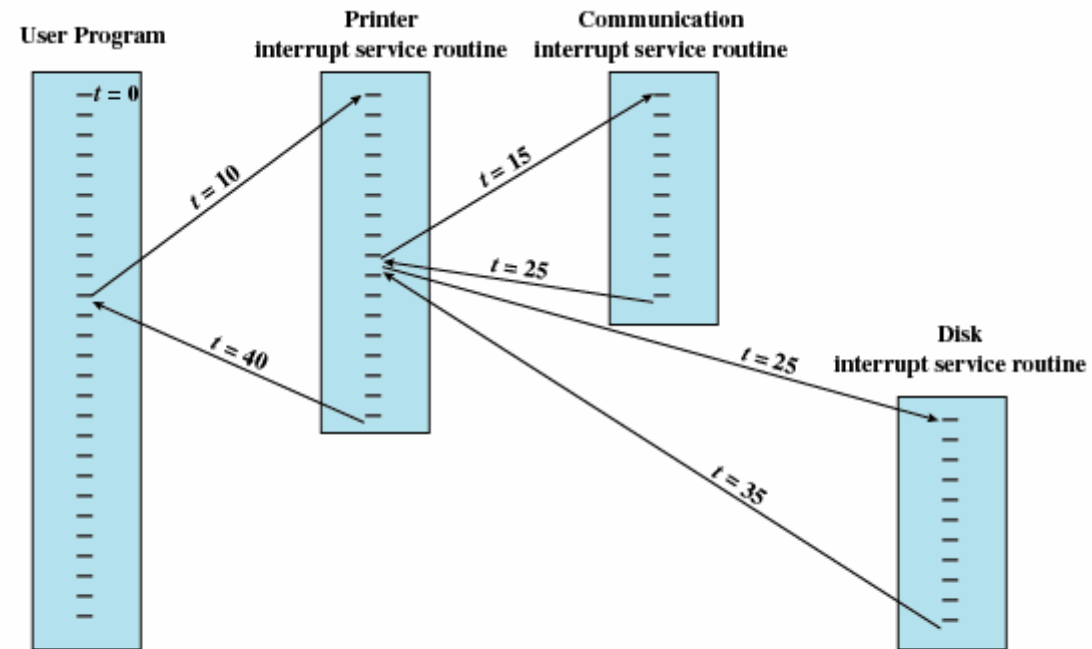 User Program
Printer
interrupt service routine
Communication
interrupt service routine
t = 0
t = 10
t = 15
t = 25
t = 40
t = 25
Disk
interrupt service routine
t = 35